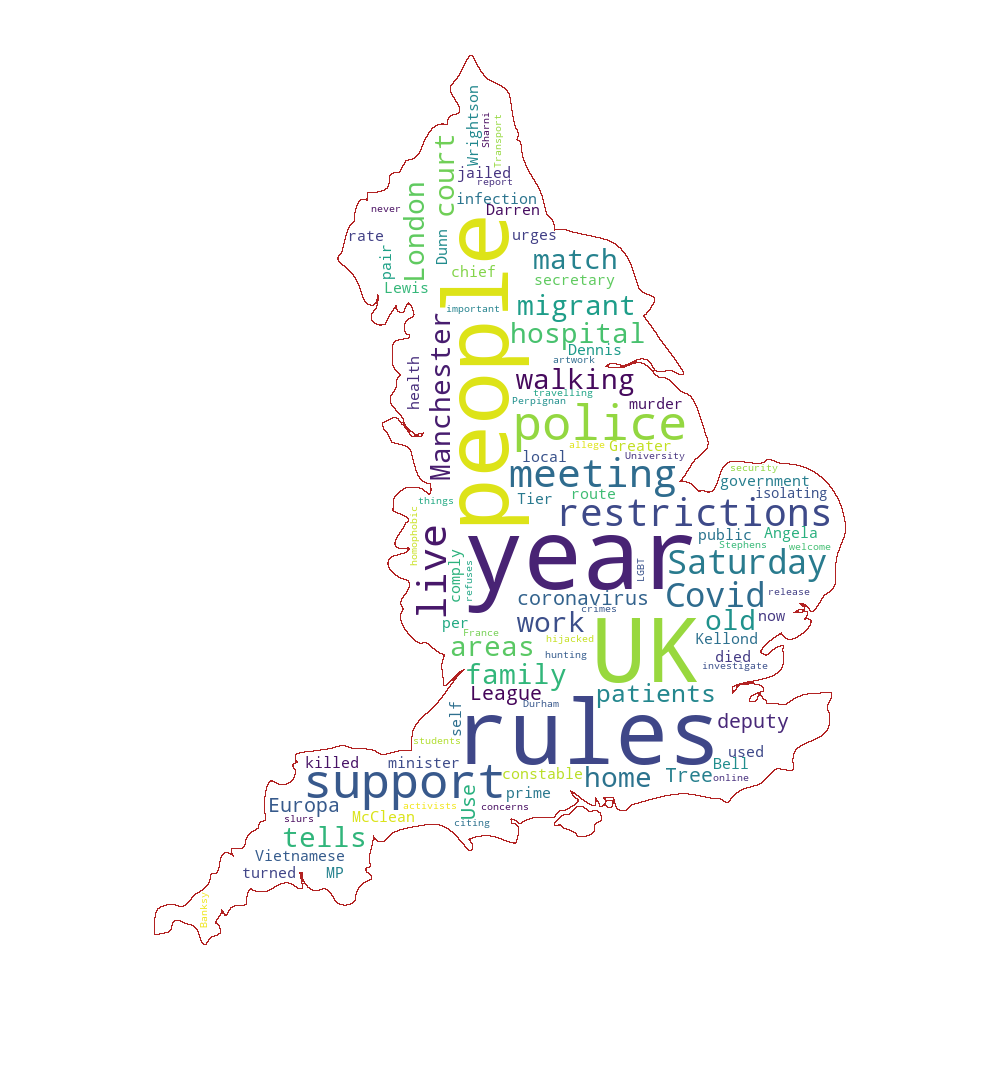 Wrightson
Sharni
Transport
court
jailed
report
London
infection
never
Darren
people
rate
pair
Dunn
urges
match
chief
secretary
Lewis
important
migrant
Manchester
hospital
Dennis
artwork
health
walking
travelling
Perpignan
murder
police
allege
Greater
local
University
meeting
security
government
Tier
route
isolating
things
restrictions
homophobic
live
year
public
Angela
Stephens
welcome
comply
refuses
LGBT
Saturday
coronavirus
Covid
release
crimes
per
France
work
old
now
hijacked
UK
Kellond
areas
hunting
died
investigate
family
League
patients
Durham
self
rules
deputy
students
used
killed
minister
Bell
support
constable
home
Tree
online
Use
prime
Europa
activists
concerns
slurs
McClean
citing
tells
Vietnamese
turned
MP
Banksy